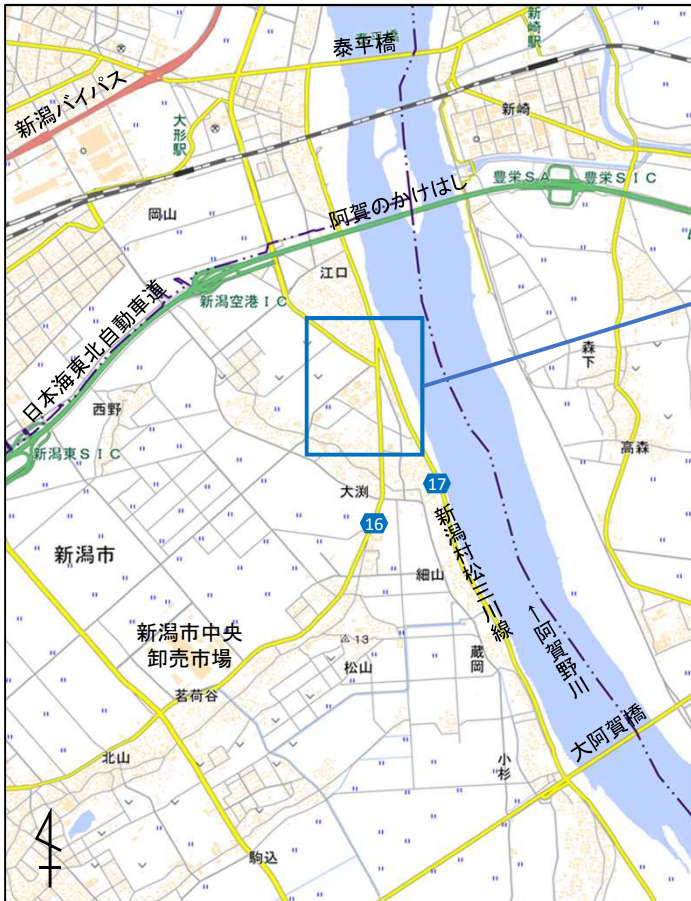 泰平橋
新崎駅
新潟バイパス
大形駅
新崎
豊栄SA
豊栄SIC
阿賀のかけはし
岡山
江口
新潟空港IC
日本海東北自動車道
森下
西野
高森
新潟東SIC
大渕
17
16
新潟村松三川線
新潟市
細山
↑阿賀野川
新潟市中央
卸売市場
13
松山
蔵岡
茗荷谷
大阿賀橋
北山
小杉
駒込